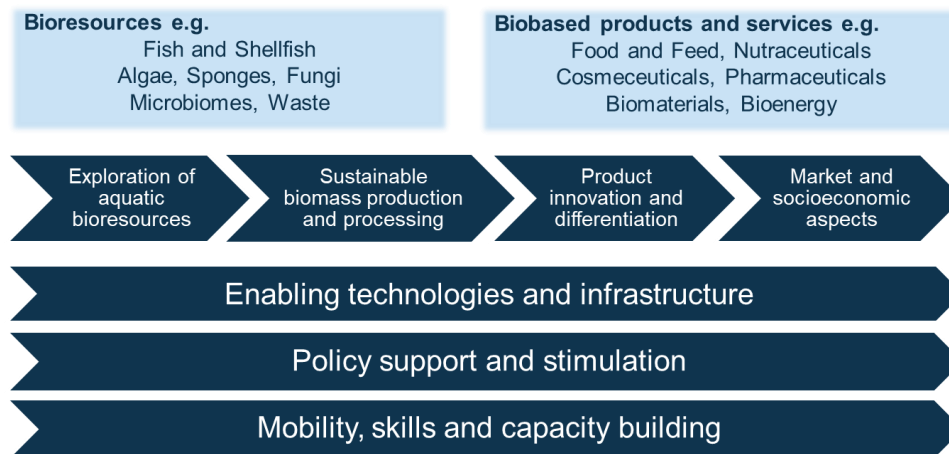 Bioresources e.g.
Fish and Shellfish
Algae, Sponges, Fungi
Microbiomes, Waste
Biobased products and services e.g.
Food and Feed, Nutraceuticals
Cosmeceuticals, Pharmaceuticals
Biomaterials, Bioenergy
Exploration of
aquatic
bioresources
Sustainable
biomass production
and processing
Product
innovation and
differentiation
Market and
socioeconomic
aspects
Enabling technologies and infrastructure
Policy support and stimulation
Mobility, skills and capacity building